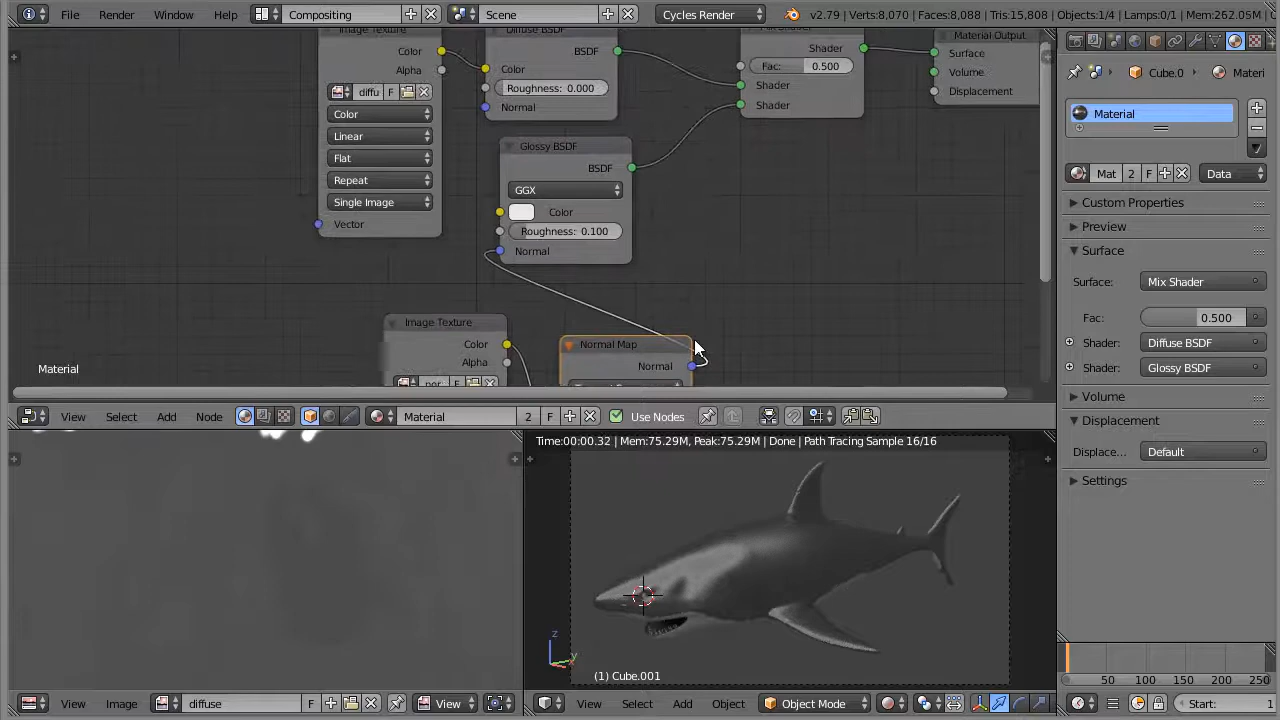 File Render Window Help Compositing Scene Cycles Render v2.79 | Verts:8,070 | Faces:8,088 | Tris:15,808 | Objects:1/4 | Lamps:0/1 | Mem:262.05M
Image Texture
Color
Alpha
diffu F
Color
Linear
Flat
Repeat
Single Image
Vector
Diffuse BSDF
BSDF
Color
Roughness: 0.000
Normal
Glossy BSDF
BSDF
GGX
Color
Roughness: 0.100
Normal
Shader
Fac: 0.500
Shader
Shader
Material Output
Surface
Volume
Displacement
Image Texture
Color
Alpha
F
Normal Map
Normal
Material
View Select Add Node Material 2 F Use Nodes
Time:00:00.32 | Mem:75.29M, Peak:75.29M | Done | Path Tracing Sample 16/16
z
y
(1) Cube.001
View Image diffuse F View
View Select Add Object Object Mode
Cube.0 Materi
Material
Mat 2 F Data
Custom Properties
Preview
Surface
Surface: Mix Shader
Fac: 0.500
Shader: Diffuse BSDF
Shader: Glossy BSDF
Volume
Displacement
Displace... Default
Settings
50 100 150 200 250
Start: 1